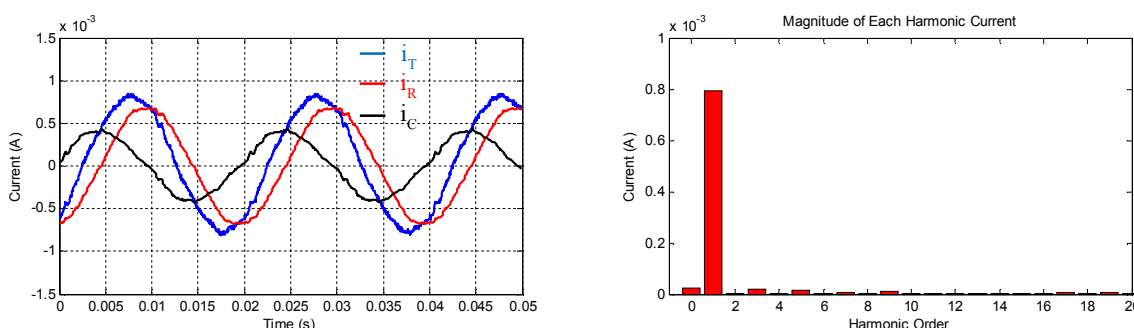 x 10⁻³
1.5
1
0.5
0
-0.5
-1
-1.5
Current (A)
i_T
i_R
i_C
0 0.005 0.01 0.015 0.02 0.025 0.03 0.035 0.04 0.045 0.05
Time (s)
Magnitude of Each Harmonic Current
x 10⁻³
1
0.8
0.6
0.4
0.2
0
Current (A)
0 2 4 6 8 10 12 14 16 18 20
Harmonic Order